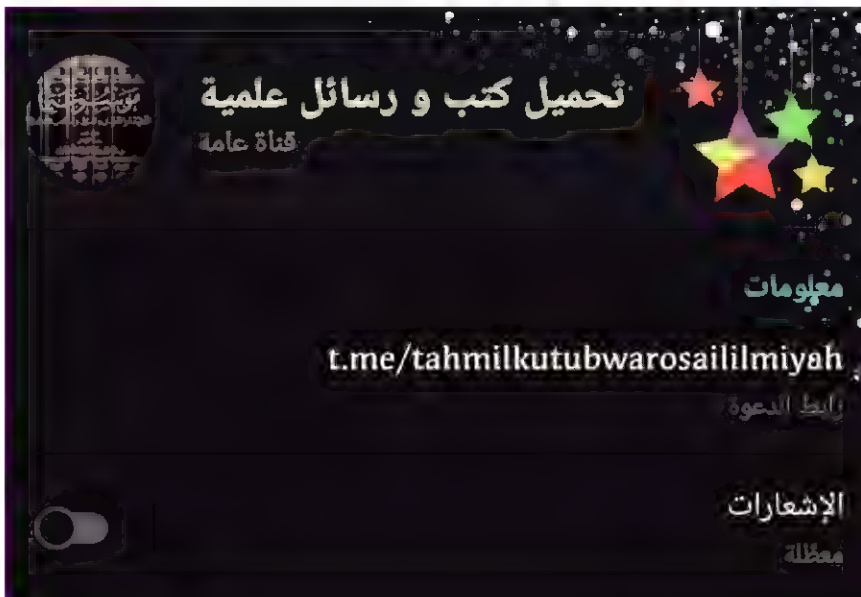 تحميل كتب و رسائل علمية
قناة عامة
معلومات
t.me/tahmilkutubwarosaililmiyah
رابط الدعوة
الإشعارات
معطلة